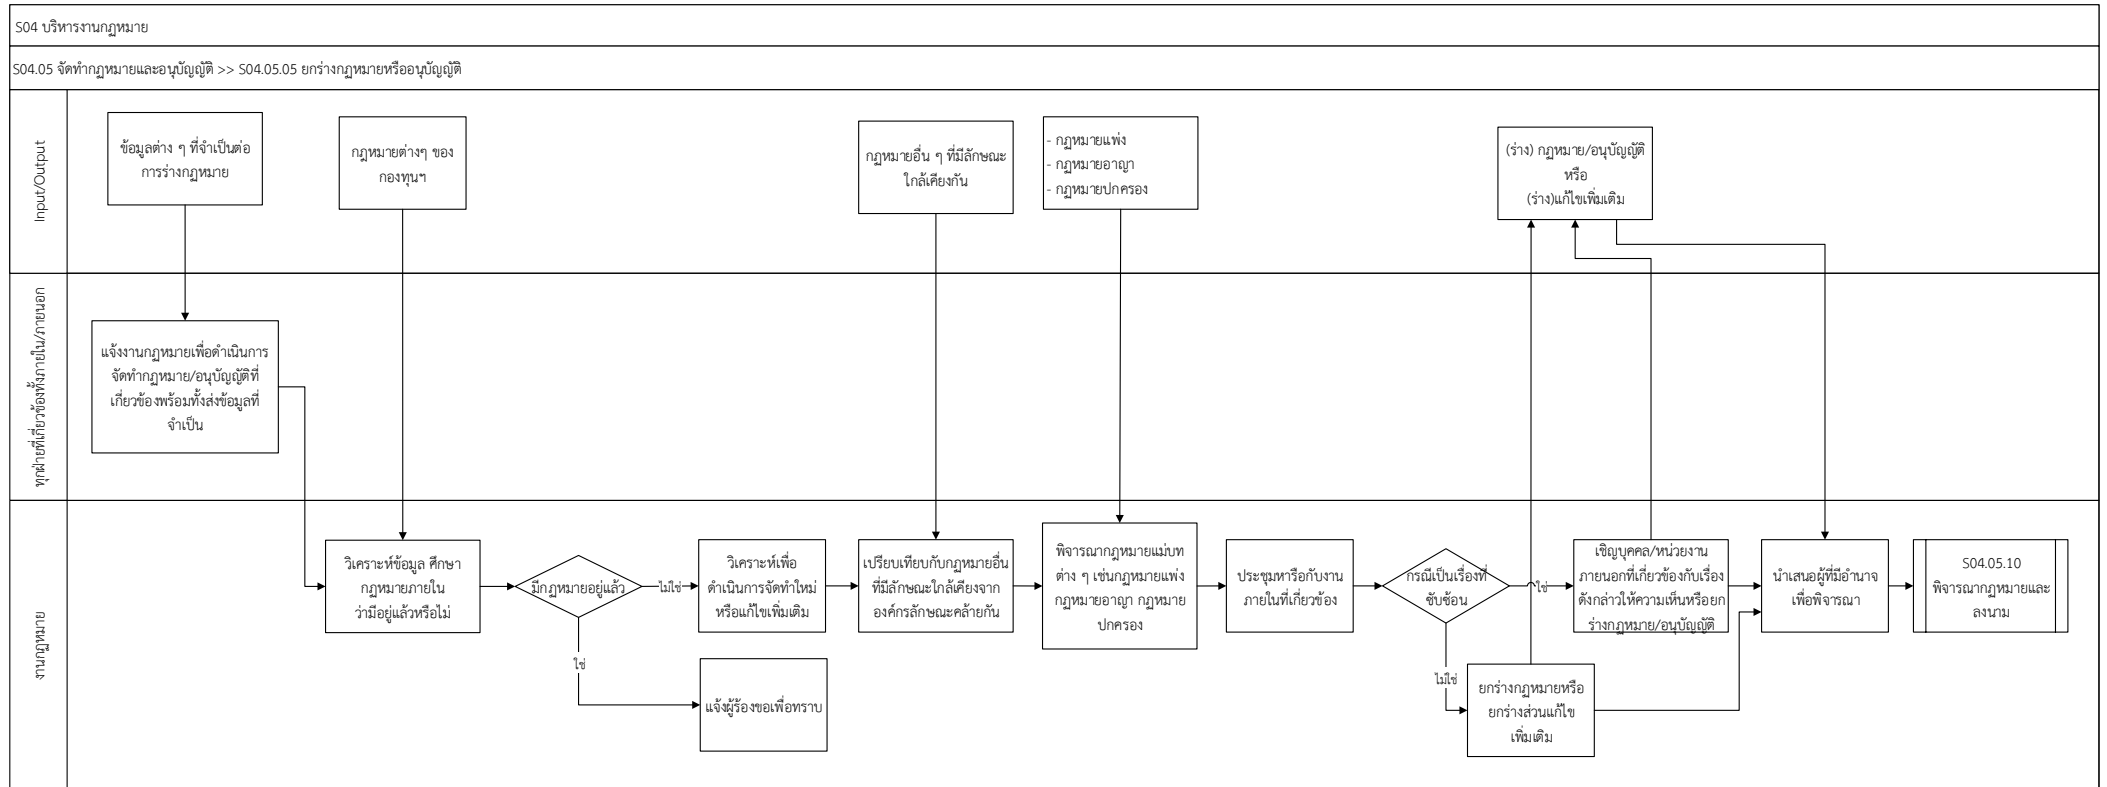 S04 บริหารงานกฏหมาย
S04.05 จัดทำกฏหมายและอนุบัญญัติ >> S04.05.05 ยกร่างกฏหมายหรืออนุบัญญัติ
Input/Output
ข้อมูลต่าง ๆ ที่จำเป็นต่อ
การร่างกฏหมาย
กฎหมายต่างๆ ของ
กองทุนฯ
กฏหมายอื่น ๆ ที่มีลักษณะ
ใกล้เคียงกัน
- กฏหมายแพ่ง
- กฏหมายอาญา
- กฏหมายปกครอง
(ร่าง) กฏหมาย/อนุบัญญัติ
หรือ
(ร่าง)แก้ไขเพิ่มเติม
ทุกฝ่ายที่เกี่ยวข้องทั้งภายใน/ภายนอก
แจ้งงานกฏหมายเพื่อดำเนินการ
จัดทำกฏหมาย/อนุบัญญัติที่
เกี่ยวข้องพร้อมทั้งส่งข้อมูลที่
จำเป็น
งานกฏหมาย
วิเคราะห์ข้อมูล ศึกษา
กฏหมายภายใน
ว่ามีอยู่แล้วหรือไม่
มีกฏหมายอยู่แล้ว
ไม่ใช่
ใช่
วิเคราะห์เพื่อ
ดำเนินการจัดทำใหม่
หรือแก้ไขเพิ่มเติม
แจ้งผู้ร้องขอเพื่อทราบ
เปรียบเทียบกับกฏหมายอื่น
ที่มีลักษณะใกล้เคียงจาก
องค์กรลักษณะคล้ายกัน
พิจารณากฎหมายแม่บท
ต่าง ๆ เช่นกฏหมายแพ่ง
กฏหมายอาญา กฏหมาย
ปกครอง
ประชุมหารือกับงาน
ภายในที่เกี่ยวข้อง
กรณีเป็นเรื่องที่
ซับซ้อน
ใช่
ไม่ใช่
เชิญบุคคล/หน่วยงาน
ภายนอกที่เกี่ยวข้องกับเรื่อง
ดังกล่าวให้ความเห็นหรือยก
ร่างกฏหมาย/อนุบัญญัติ
ยกร่างกฏหมายหรือ
ยกร่างส่วนแก้ไข
เพิ่มเติม
นำเสนอผู้ที่มีอำนาจ
เพื่อพิจารณา
S04.05.10
พิจารณากฏหมายและ
ลงนาม